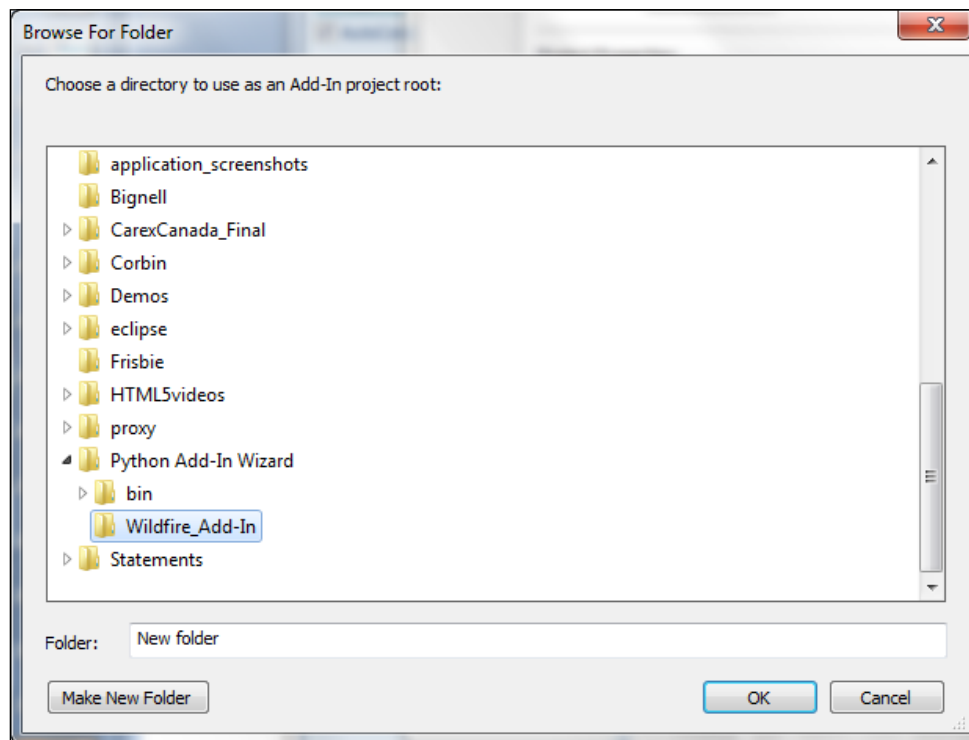 Browse For Folder
Choose a directory to use as an Add-In project root:
application_screenshots
Bignell
CarexCanada_Final
Corbin
Demos
eclipse
Frisbie
HTML5videos
proxy
Python Add-In Wizard
bin
Wildfire_Add-In
Statements
Folder: New folder
Make New Folder OK Cancel